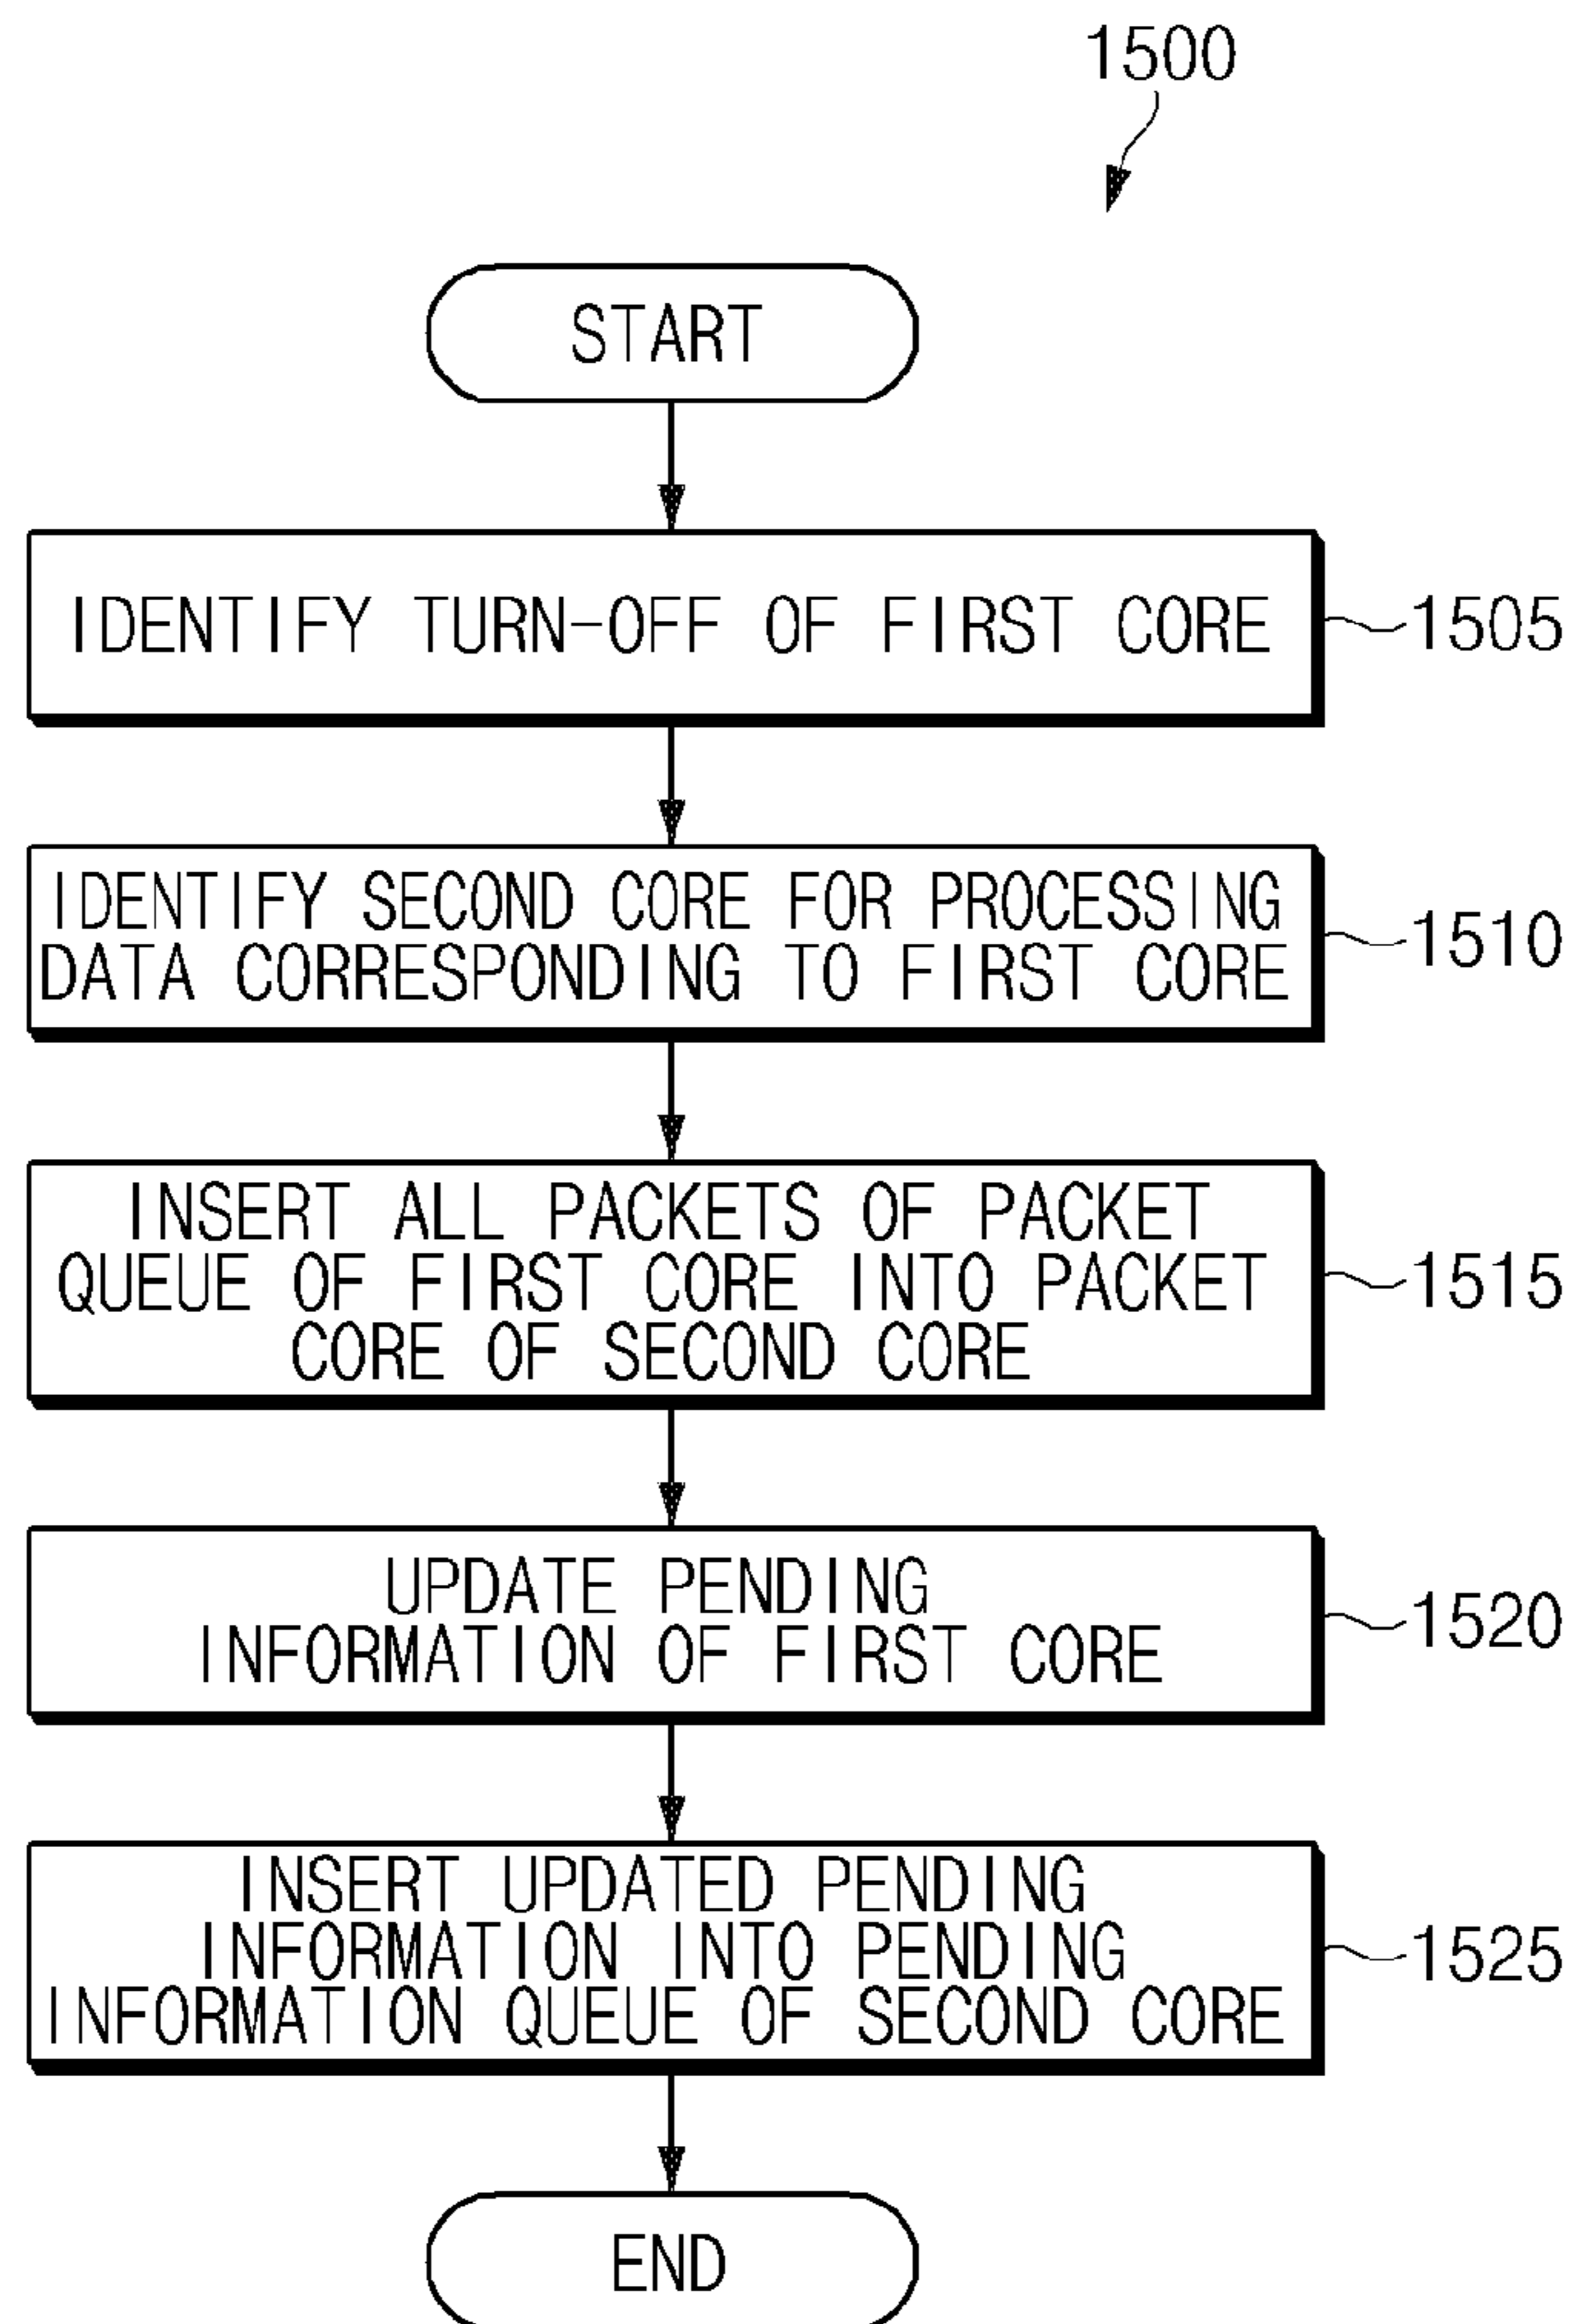 1500
START
IDENTIFY TURN-OFF OF FIRST CORE
1505
IDENTIFY SECOND CORE FOR PROCESSING
DATA CORRESPONDING TO FIRST CORE
1510
INSERT ALL PACKETS OF PACKET
QUEUE OF FIRST CORE INTO PACKET
CORE OF SECOND CORE
1515
UPDATE PENDING
INFORMATION OF FIRST CORE
1520
INSERT UPDATED PENDING
INFORMATION INTO PENDING
INFORMATION QUEUE OF SECOND CORE
1525
END